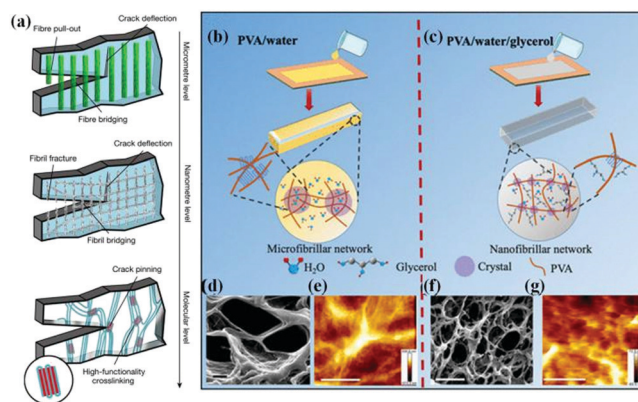 (a)
Fibre pull-out
Crack deflection
Fibre bridging
Micrometre level
Crack deflection
Fibril fracture
Fibril bridging
Nanometre level
Crack pinning
High-functionality
crosslinking
Molecular level
(b)
PVA/water
Microfibrillar network
(c)
PVA/water/glycerol
Nanofibrillar network
H₂O
Glycerol
Crystal
PVA
(d)
(e)
(f)
(g)